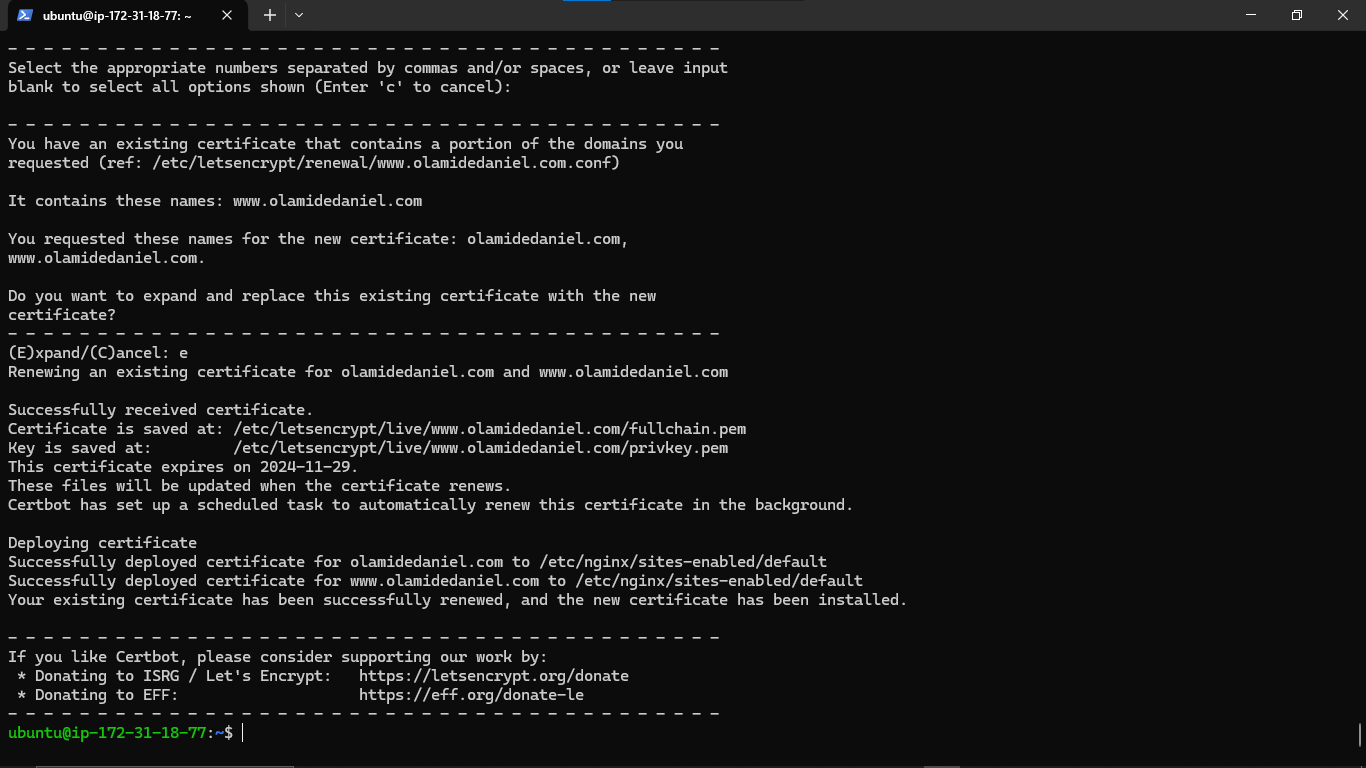 ubuntu@ip-172-31-18-77: ~
- - - - - - - - - - - - - - - - - - - - - - - - - - - - - - - - - - - - - - - -
Select the appropriate numbers separated by commas and/or spaces, or leave input
blank to select all options shown (Enter 'c' to cancel):
- - - - - - - - - - - - - - - - - - - - - - - - - - - - - - - - - - - - - - - -
You have an existing certificate that contains a portion of the domains you
requested (ref: /etc/letsencrypt/renewal/www.olamidedaniel.com.conf)
It contains these names: www.olamidedaniel.com
You requested these names for the new certificate: olamidedaniel.com,
www.olamidedaniel.com.
Do you want to expand and replace this existing certificate with the new
certificate?
- - - - - - - - - - - - - - - - - - - - - - - - - - - - - - - - - - - - - - - -
(E)xpand/(C)ancel: e
Renewing an existing certificate for olamidedaniel.com and www.olamidedaniel.com
Successfully received certificate.
Certificate is saved at: /etc/letsencrypt/live/www.olamidedaniel.com/fullchain.pem
Key is saved at:         /etc/letsencrypt/live/www.olamidedaniel.com/privkey.pem
This certificate expires on 2024-11-29.
These files will be updated when the certificate renews.
Certbot has set up a scheduled task to automatically renew this certificate in the background.
Deploying certificate
Successfully deployed certificate for olamidedaniel.com to /etc/nginx/sites-enabled/default
Successfully deployed certificate for www.olamidedaniel.com to /etc/nginx/sites-enabled/default
Your existing certificate has been successfully renewed, and the new certificate has been installed.
- - - - - - - - - - - - - - - - - - - - - - - - - - - - - - - - - - - - - - - -
If you like Certbot, please consider supporting our work by:
 * Donating to ISRG / Let's Encrypt:   https://letsencrypt.org/donate
 * Donating to EFF:                    https://eff.org/donate-le
- - - - - - - - - - - - - - - - - - - - - - - - - - - - - - - - - - - - - - - -
ubuntu@ip-172-31-18-77:~$